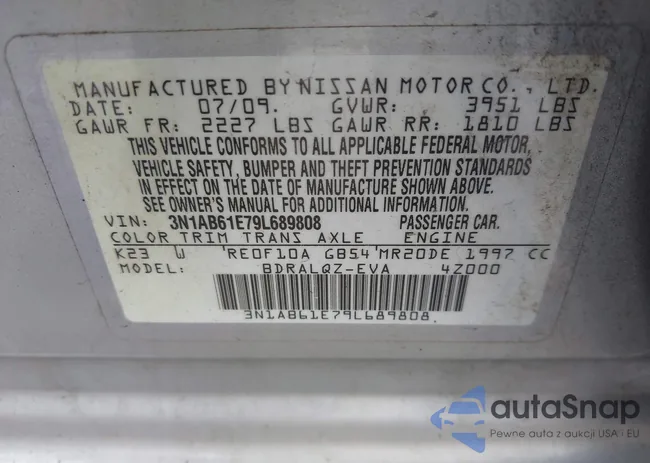 MANUFACTURED BY NISSAN MOTOR CO., LTD.
DATE: 07/09. GVWR: 3951 LBS
GAWR FR: 2227 LBS GAWR RR: 1810 LBS
THIS VEHICLE CONFORMS TO ALL APPLICABLE FEDERAL MOTOR,
VEHICLE SAFETY, BUMPER AND THEFT PREVENTION STANDARDS
IN EFFECT ON THE DATE OF MANUFACTURE SHOWN ABOVE.
SEE OWNER'S MANUAL FOR ADDITIONAL INFORMATION.
VIN: 3N1AB61E79L689808 PASSENGER CAR.
COLOR TRIM TRANS AXLE ENGINE
K23 W 'RE0F10A GB54'MR20DE 1997 CC
MODEL: BDRALQZ-EVA 4Z000
3N1AB61E79L689808.
autoSnap
Pewne auta z aukcji USA i EU